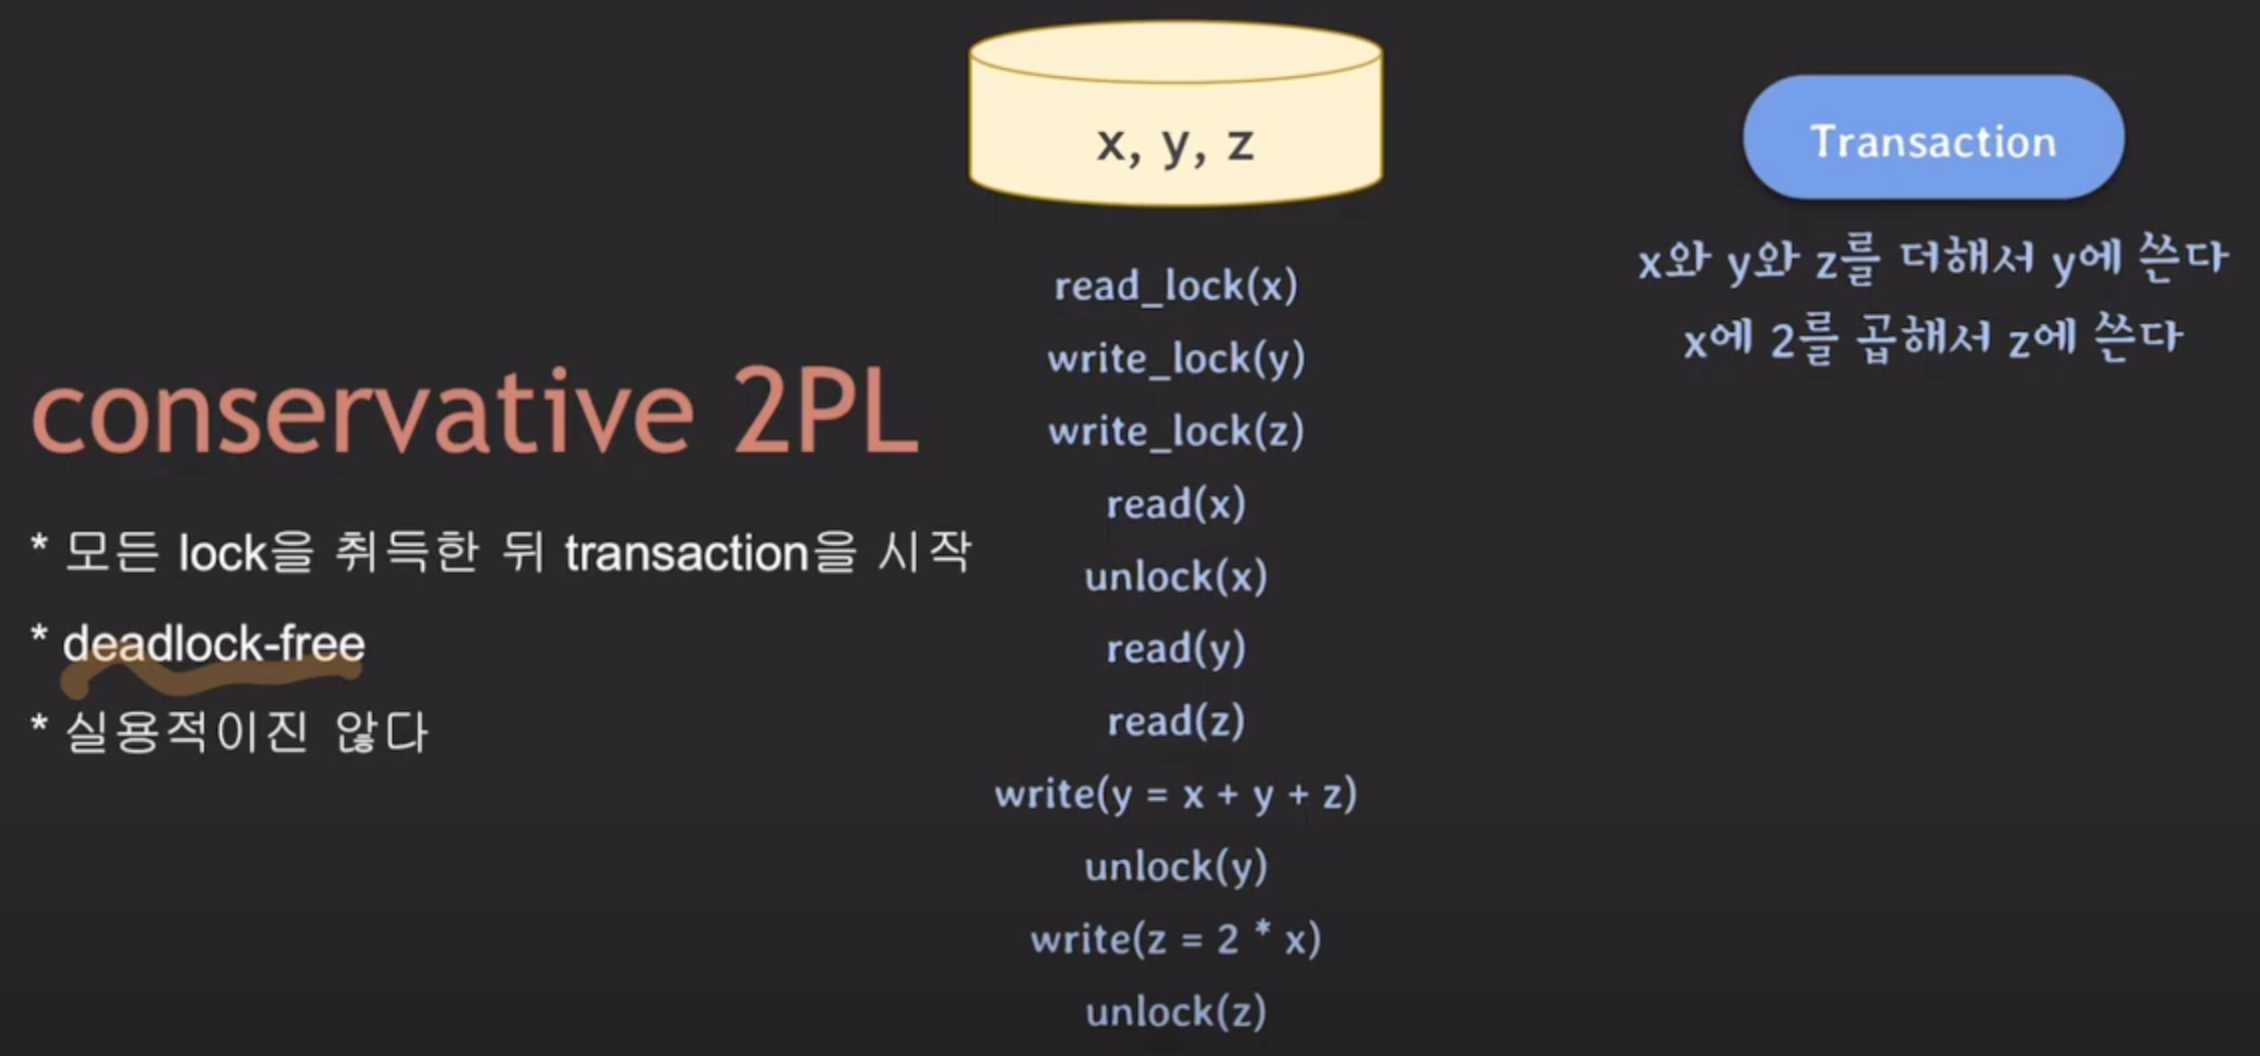 x, y, z
Transaction
x와 y와 z를 더해서 y에 쓴다
x에 2를 곱해서 z에 쓴다
conservative 2PL
* 모든 lock을 취득한 뒤 transaction을 시작
* deadlock-free
* 실용적이진 않다
read_lock(x)
write_lock(y)
write_lock(z)
read(x)
unlock(x)
read(y)
read(z)
write(y = x + y + z)
unlock(y)
write(z = 2 * x)
unlock(z)